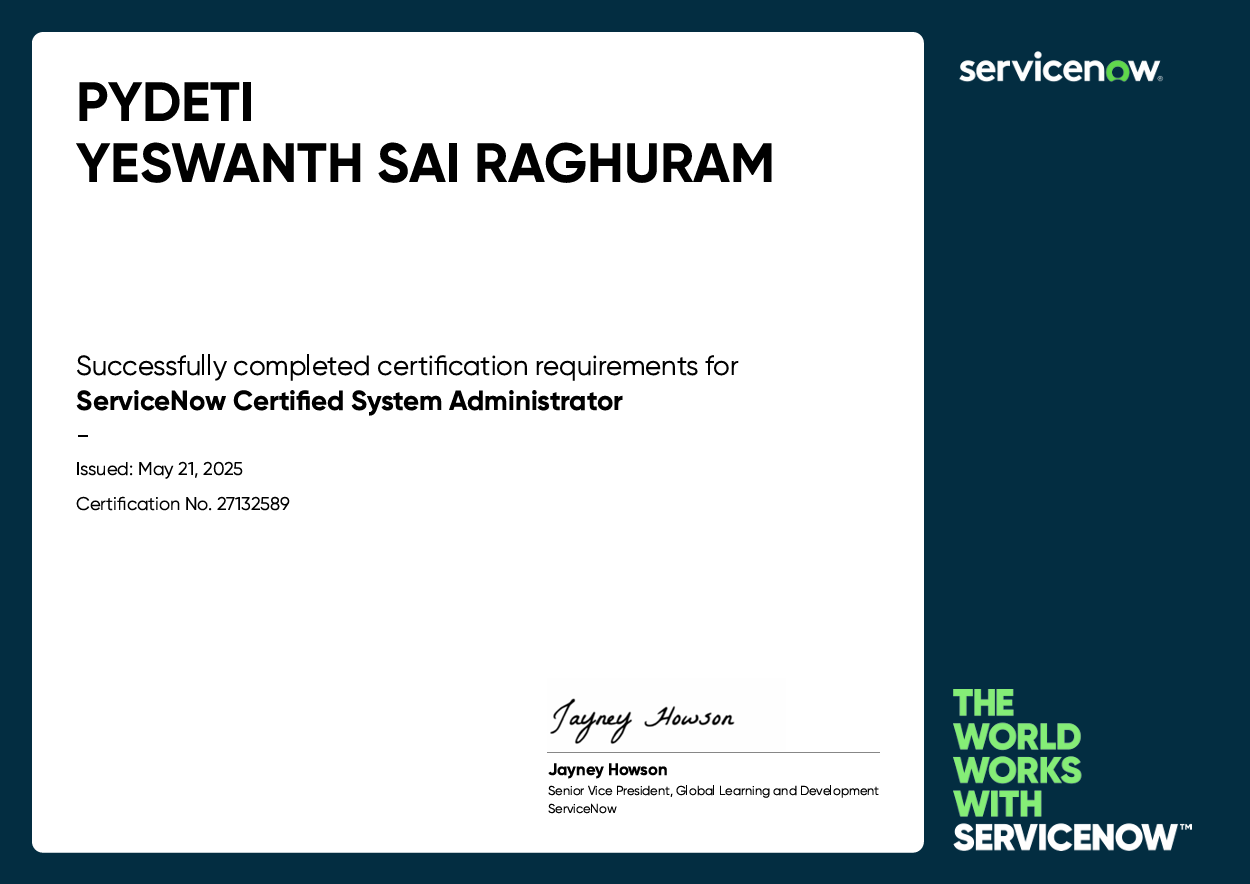 PYDETI
YESWANTH SAI RAGHURAM
Successfully completed certification requirements for
ServiceNow Certified System Administrator
–
Issued: May 21, 2025
Certification No. 27132589
Jayney Howson
Jayney Howson
Senior Vice President, Global Learning and Development
ServiceNow
servicenow®
THE
WORLD
WORKS
WITH
SERVICENOW™